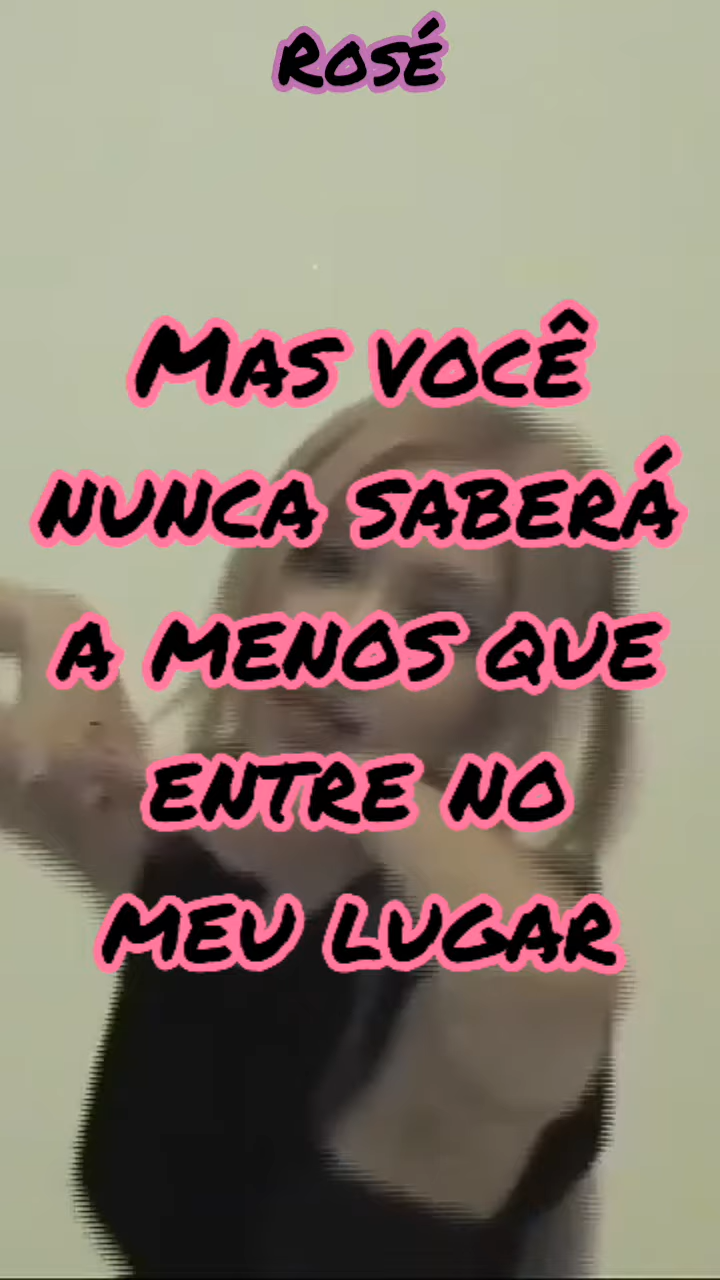 Rosé
Mas você
nunca saberá
a menos que
entre no
meu lugar